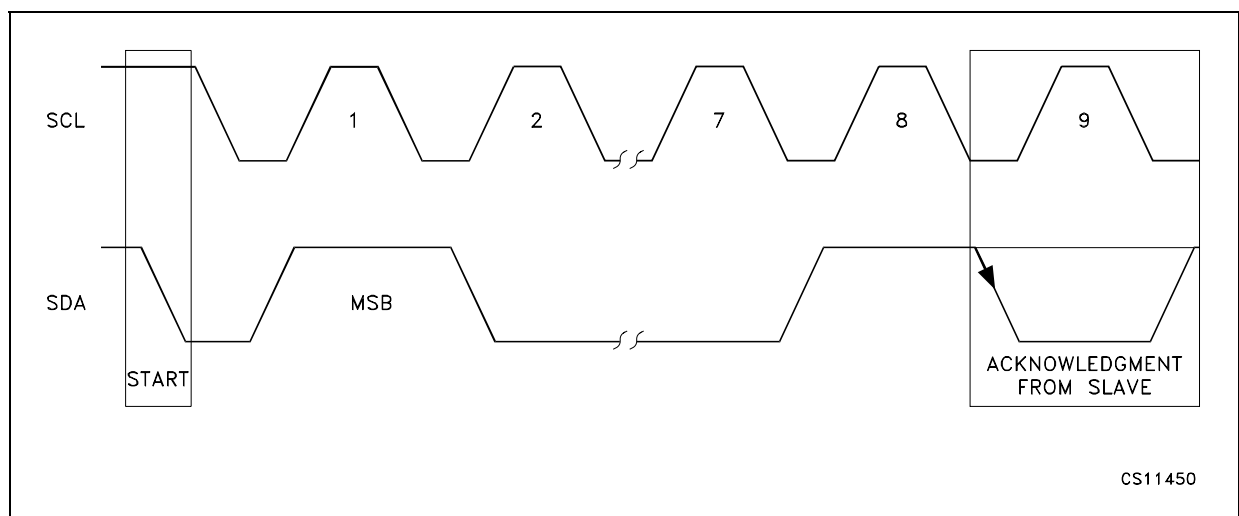 SCL
1 2 7 8 9
SDA
MSB
START
ACKNOWLEDGMENT
FROM SLAVE
CS11450